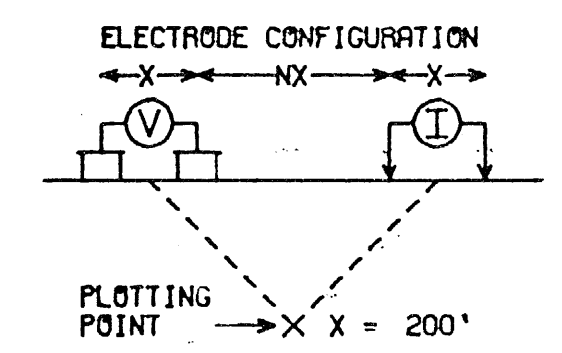 ELECTRODE CONFIGURATION
X NX X
V I
PLOTTING
POINT X = 200'